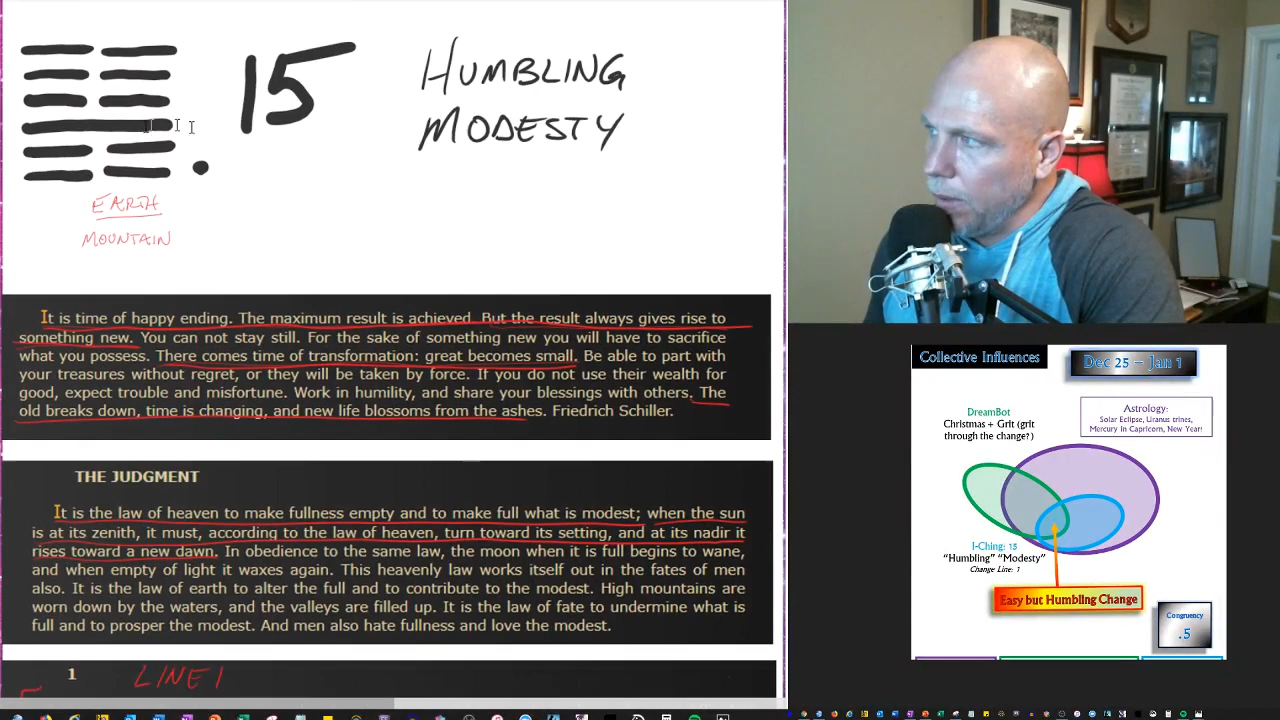 15
HUMBLING
MODESTY
EARTH
MOUNTAIN
It is time of happy ending. The maximum result is achieved. But the result always gives rise to
something new. You can not stay still. For the sake of something new you will have to sacrifice
what you possess. There comes time of transformation: great becomes small. Be able to part with
your treasures without regret, or they will be taken by force. If you do not use their wealth for
good, expect trouble and misfortune. Work in humility, and share your blessings with others. The
old breaks down, time is changing, and new life blossoms from the ashes. Friedrich Schiller.
THE JUDGMENT
It is the law of heaven to make fullness empty and to make full what is modest; when the sun
is at its zenith, it must, according to the law of heaven, turn toward its setting, and at its nadir it
rises toward a new dawn. In obedience to the same law, the moon when it is full begins to wane,
and when empty of light it waxes again. This heavenly law works itself out in the fates of men
also. It is the law of earth to alter the full and to contribute to the modest. High mountains are
worn down by the waters, and the valleys are filled up. It is the law of fate to undermine what is
full and to prosper the modest. And men also hate fullness and love the modest.
1 LINE 1
Collective Influences
Dec 25 – Jan 1
DreamBot
Christmas + Grit (grit
through the change?)
Astrology:
Solar Eclipse, Uranus trines,
Mercury in Capricorn, New Year!
I-Ching: 15
"Humbling" "Modesty"
Change Line: 1
Easy but Humbling Change
Congruency
.5